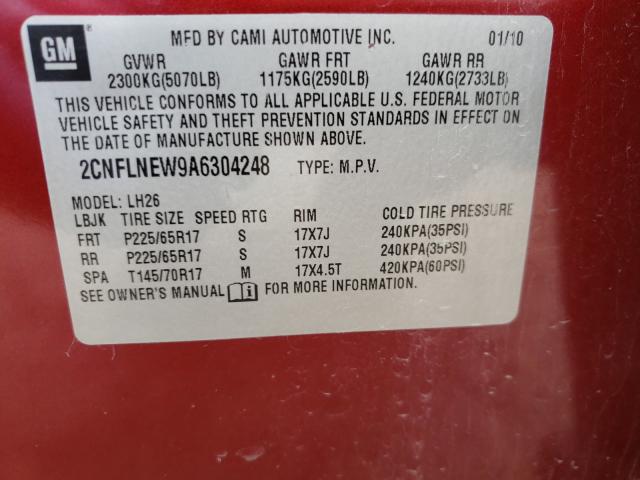 GM
MFD BY CAMI AUTOMOTIVE INC. 01/10
GVWR GAWR FRT GAWR RR
2300KG(5070LB) 1175KG(2590LB) 1240KG(2733LB)
THIS VEHICLE CONFORMS TO ALL APPLICABLE U.S. FEDERAL MOTOR
VEHICLE SAFETY AND THEFT PREVENTION STANDARDS IN EFFECT ON
THE DATE OF MANUFACTURE SHOWN ABOVE.
2CNFLNEW9A6304248 TYPE: M.P.V.
MODEL: LH26
LBJK TIRE SIZE SPEED RTG RIM COLD TIRE PRESSURE
FRT P225/65R17 S 17X7J 240KPA(35PSI)
RR P225/65R17 S 17X7J 240KPA(35PSI)
SPA T145/70R17 M 17X4.5T 420KPA(60PSI)
SEE OWNER'S MANUAL FOR MORE INFORMATION.